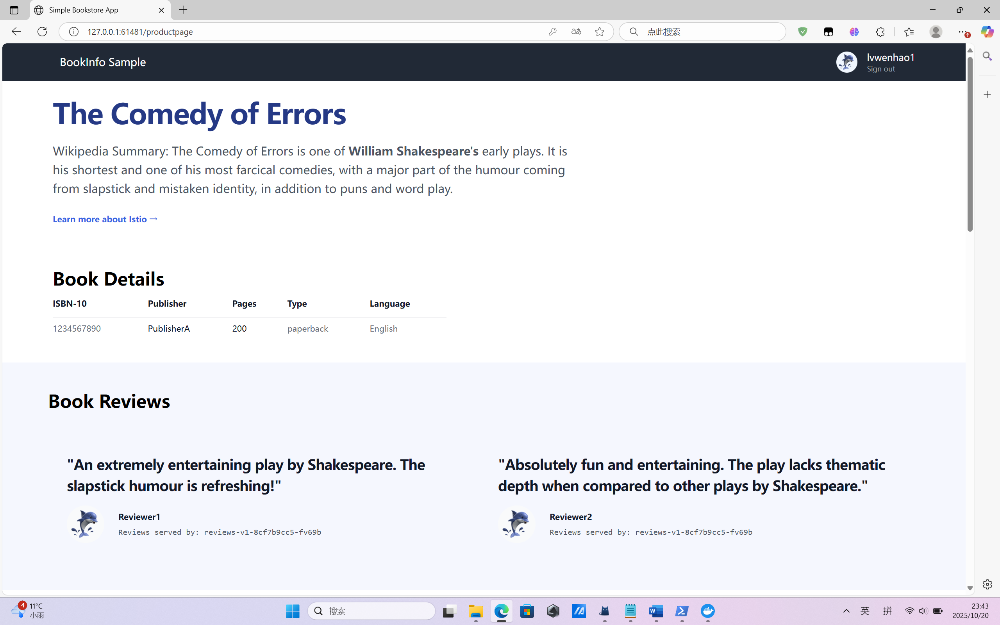 Simple Bookstore App
127.0.0.1:61481/productpage
aあ
点此搜索
BookInfo Sample
lvwenhao1
Sign out
The Comedy of Errors
Wikipedia Summary: The Comedy of Errors is one of William Shakespeare's early plays. It is
his shortest and one of his most farcical comedies, with a major part of the humour coming
from slapstick and mistaken identity, in addition to puns and word play.
Learn more about Istio →
Book Details
ISBN-10 Publisher Pages Type Language
1234567890 PublisherA 200 paperback English
Book Reviews
"An extremely entertaining play by Shakespeare. The
slapstick humour is refreshing!"
Reviewer1
Reviews served by: reviews-v1-8cf7b9cc5-fv69b
"Absolutely fun and entertaining. The play lacks thematic
depth when compared to other plays by Shakespeare."
Reviewer2
Reviews served by: reviews-v1-8cf7b9cc5-fv69b
4
11°C
小雨
搜索
W
英
拼
23:43
2025/10/20